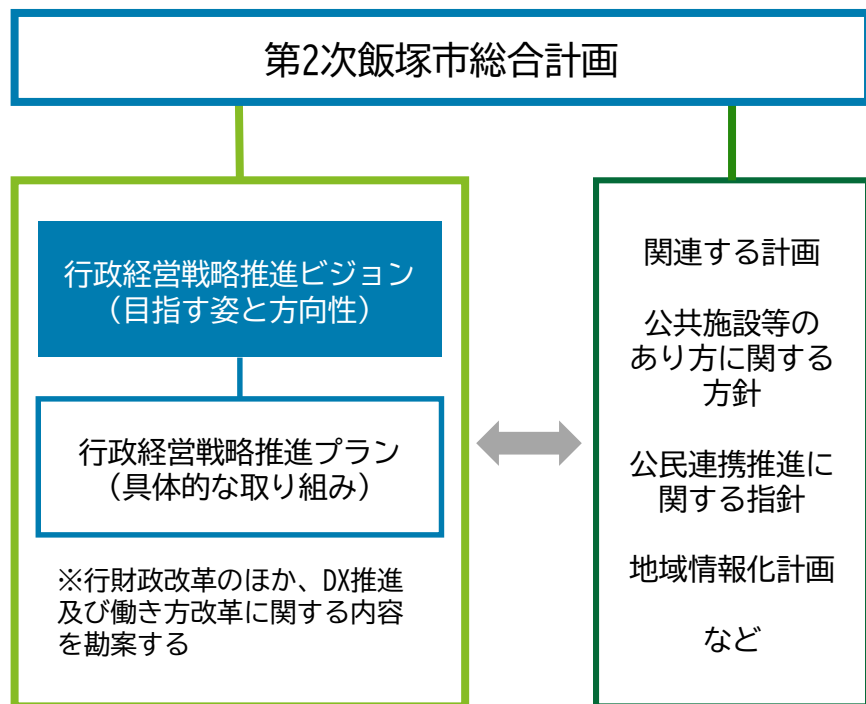 第2次飯塚市総合計画
行政経営戦略推進ビジョン
（目指す姿と方向性）
行政経営戦略推進プラン
（具体的な取り組み）
※行財政改革のほか、DX推進
及び働き方改革に関する内容
を勘案する
関連する計画
公共施設等の
あり方に関する
方針
公民連携推進に
関する指針
地域情報化計画
など